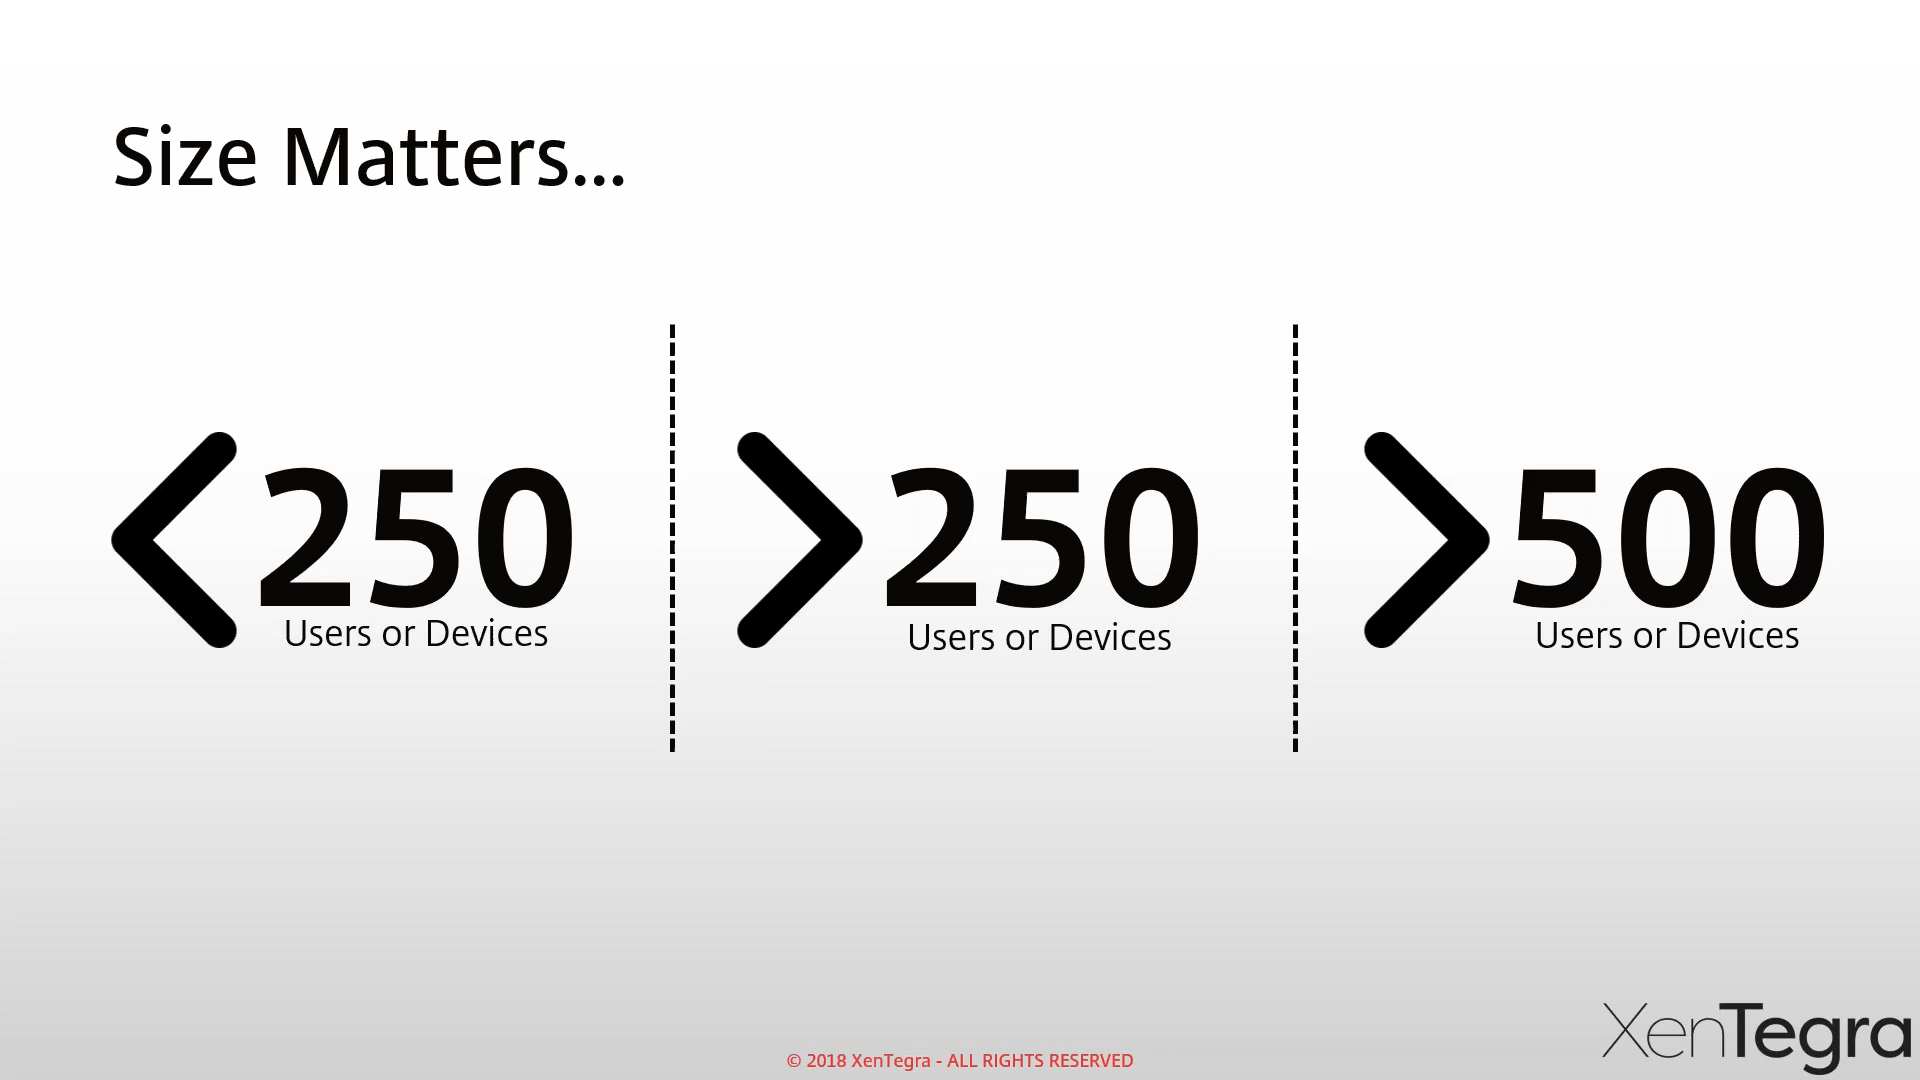 Size Matters...
<250
Users or Devices
>250
Users or Devices
>500
Users or Devices
© 2018 XenTegra - ALL RIGHTS RESERVED
XenTegra